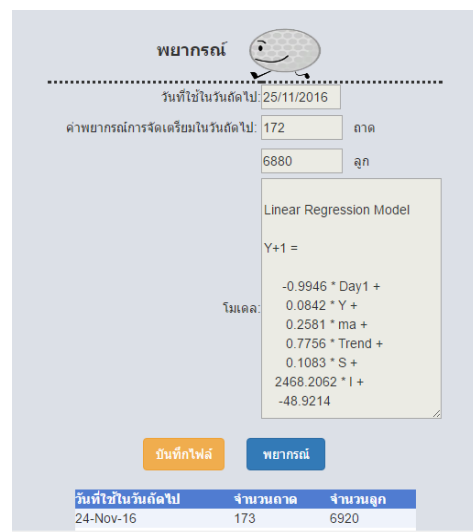 พยากรณ์
วันที่ใช้ในวันถัดไป: 25/11/2016
ค่าพยากรณ์การจัดเตรียมในวันถัดไป: 172 ถาด
6880 ลูก
Linear Regression Model
Y+1 =
-0.9946 * Day1 +
0.0842 * Y +
0.2581 * ma +
โมเดล: 0.7756 * Trend +
0.1083 * S +
2468.2062 * I +
-48.9214
บันทึกไฟล์ พยากรณ์
วันที่ใช้ในวันถัดไป จำนวนถาด จำนวนลูก
24-Nov-16 173 6920